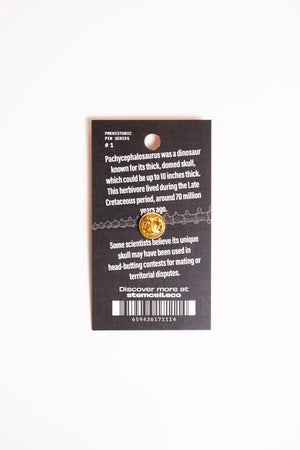 PREHISTORIC
PIN SERIES
#1
Pachycephalosaurus was a dinosaur
known for its thick, domed skull,
which could be up to 10 inches thick.
This herbivore lived during the Late
Cretaceous period, around 70 million
years ago.
Some scientists believe its unique
skull may have been used in
head-butting contests for mating or
territorial disputes.
Discover more at
stemcell.co
659436171114